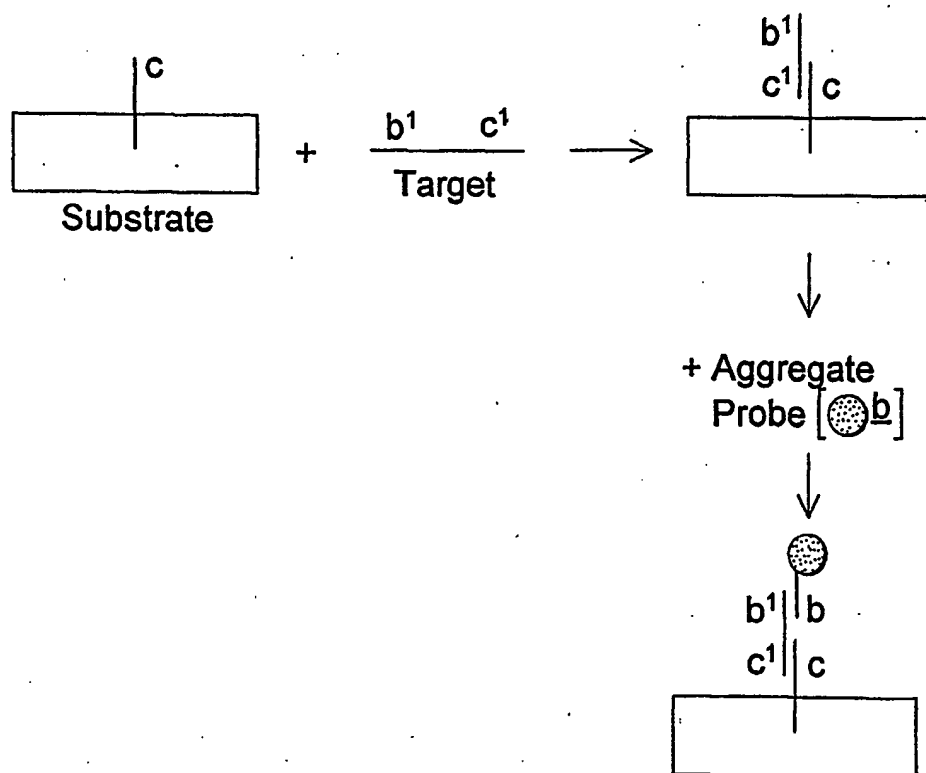 c
Substrate
+
b¹ c¹
Target
b¹
c¹ c
+ Aggregate
Probe [b]
b¹ b
c¹ c